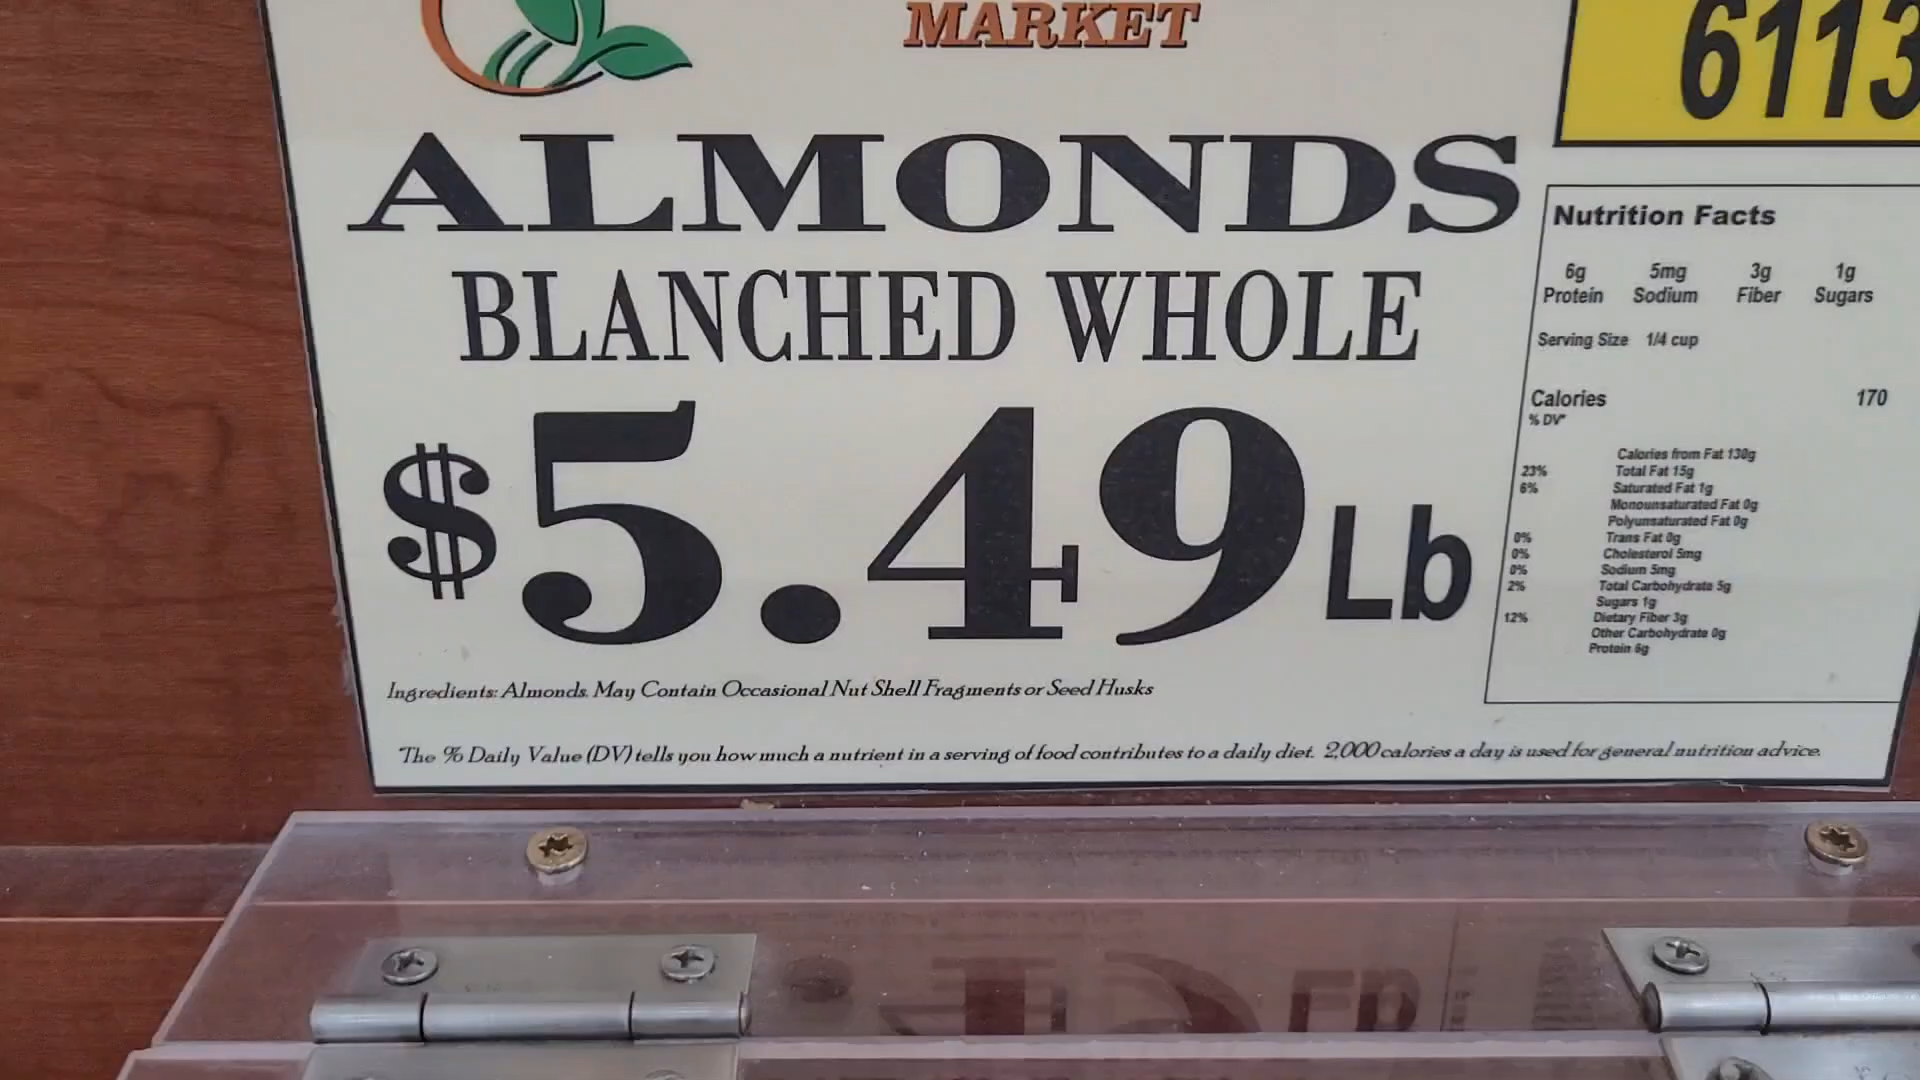 MARKET
6113
ALMONDS
BLANCHED WHOLE
$5.49 Lb
Ingredients: Almonds. May Contain Occasional Nut Shell Fragments or Seed Husks
*The % Daily Value (DV) tells you how much a nutrient in a serving of food contributes to a daily diet. 2,000 calories a day is used for general nutrition advice.
Nutrition Facts
6g 5mg 3g 1g
Protein Sodium Fiber Sugars
Serving Size 1/4 cup
Calories 170
% DV*
Calories from Fat 130g
23% Total Fat 15g
6% Saturated Fat 1g
Monounsaturated Fat 0g
Polyunsaturated Fat 0g
0% Trans Fat 0g
0% Cholesterol 5mg
0% Sodium 5mg
2% Total Carbohydrate 5g
Sugars 1g
12% Dietary Fiber 3g
Other Carbohydrate 0g
Protein 6g